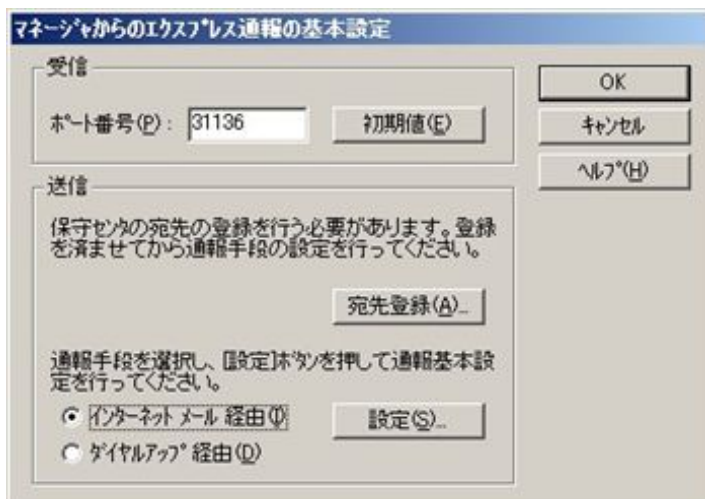 ﾏﾈｰｼﾞｬからのｴｸｽﾌﾟﾚｽ通報の基本設定
受信
ﾎﾟｰﾄ番号(P)： 31136 初期値(E)
OK
ｷｬﾝｾﾙ
ﾍﾙﾌﾟ(H)
送信
保守ｾﾝﾀの宛先の登録を行う必要があります。登録
を済ませてから通報手段の設定を行ってください。
宛先登録(A)...
通報手段を選択し、[設定]ﾎﾞﾀﾝを押して通報基本設
定を行ってください。
ｲﾝﾀｰﾈｯﾄ ﾒｰﾙ 経由(I)
設定(S)...
ﾀﾞｲﾔﾙｱｯﾌﾟ 経由(D)